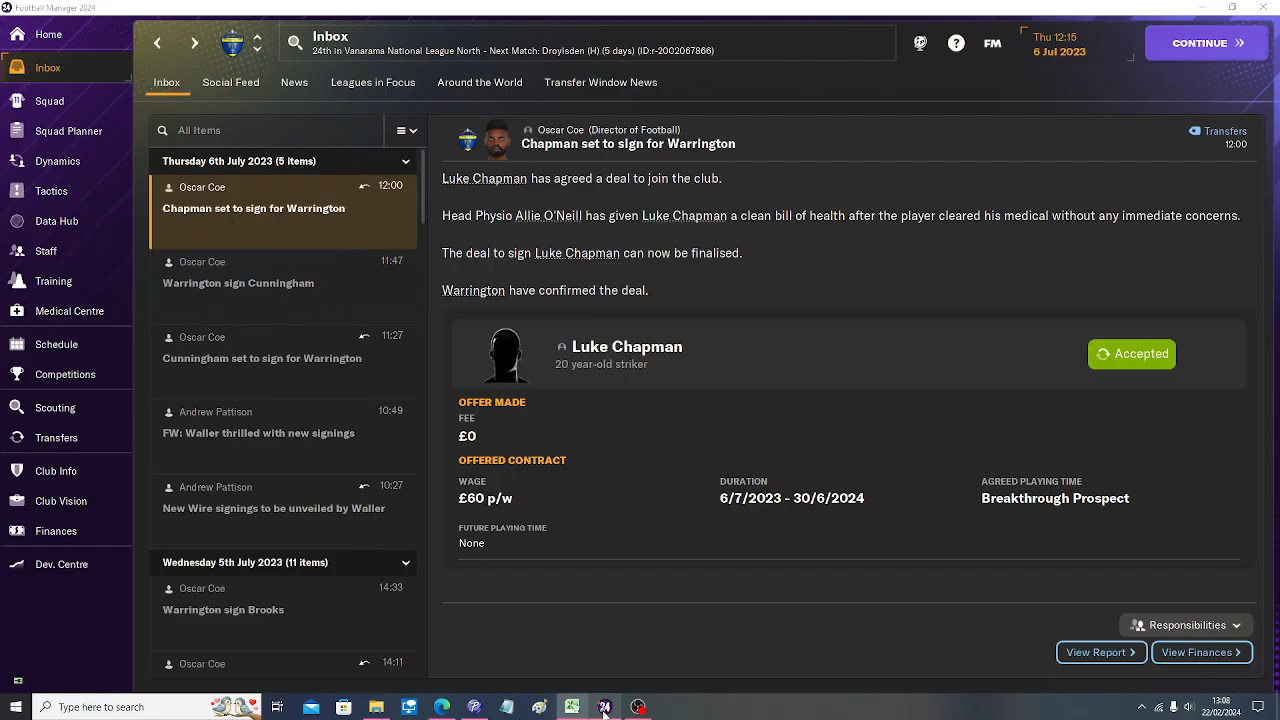 Football Manager 2024
Home
Inbox
Squad
Squad Planner
Dynamics
Tactics
Data Hub
Staff
Training
Medical Centre
Schedule
Competitions
Scouting
Transfers
Club Info
Club Vision
Finances
Dev. Centre
Inbox
24th in Vanarama National League North - Next Match: Droylsden (H) (5 days) (ID:r-2002067866)
FM
Thu 12:15
6 Jul 2023
CONTINUE
Inbox
Social Feed
News
Leagues in Focus
Around the World
Transfer Window News
All Items
Thursday 6th July 2023 (5 items)
Oscar Coe 12:00
Chapman set to sign for Warrington
Oscar Coe 11:47
Warrington sign Cunningham
Oscar Coe 11:27
Cunningham set to sign for Warrington
Andrew Pattison 10:49
FW: Waller thrilled with new signings
Andrew Pattison 10:27
New Wire signings to be unveiled by Waller
Wednesday 5th July 2023 (11 items)
Oscar Coe 14:33
Warrington sign Brooks
Oscar Coe 14:11
Oscar Coe (Director of Football)
Chapman set to sign for Warrington
Transfers
12:00
Luke Chapman has agreed a deal to join the club.
Head Physio Allie O'Neill has given Luke Chapman a clean bill of health after the player cleared his medical without any immediate concerns.
The deal to sign Luke Chapman can now be finalised.
Warrington have confirmed the deal.
Luke Chapman
20 year-old striker
Accepted
OFFER MADE
FEE
£0
OFFERED CONTRACT
WAGE
£60 p/w
DURATION
6/7/2023 - 30/6/2024
AGREED PLAYING TIME
Breakthrough Prospect
FUTURE PLAYING TIME
None
Responsibilities
View Report
View Finances
Type here to search
24
13:08
22/02/2024